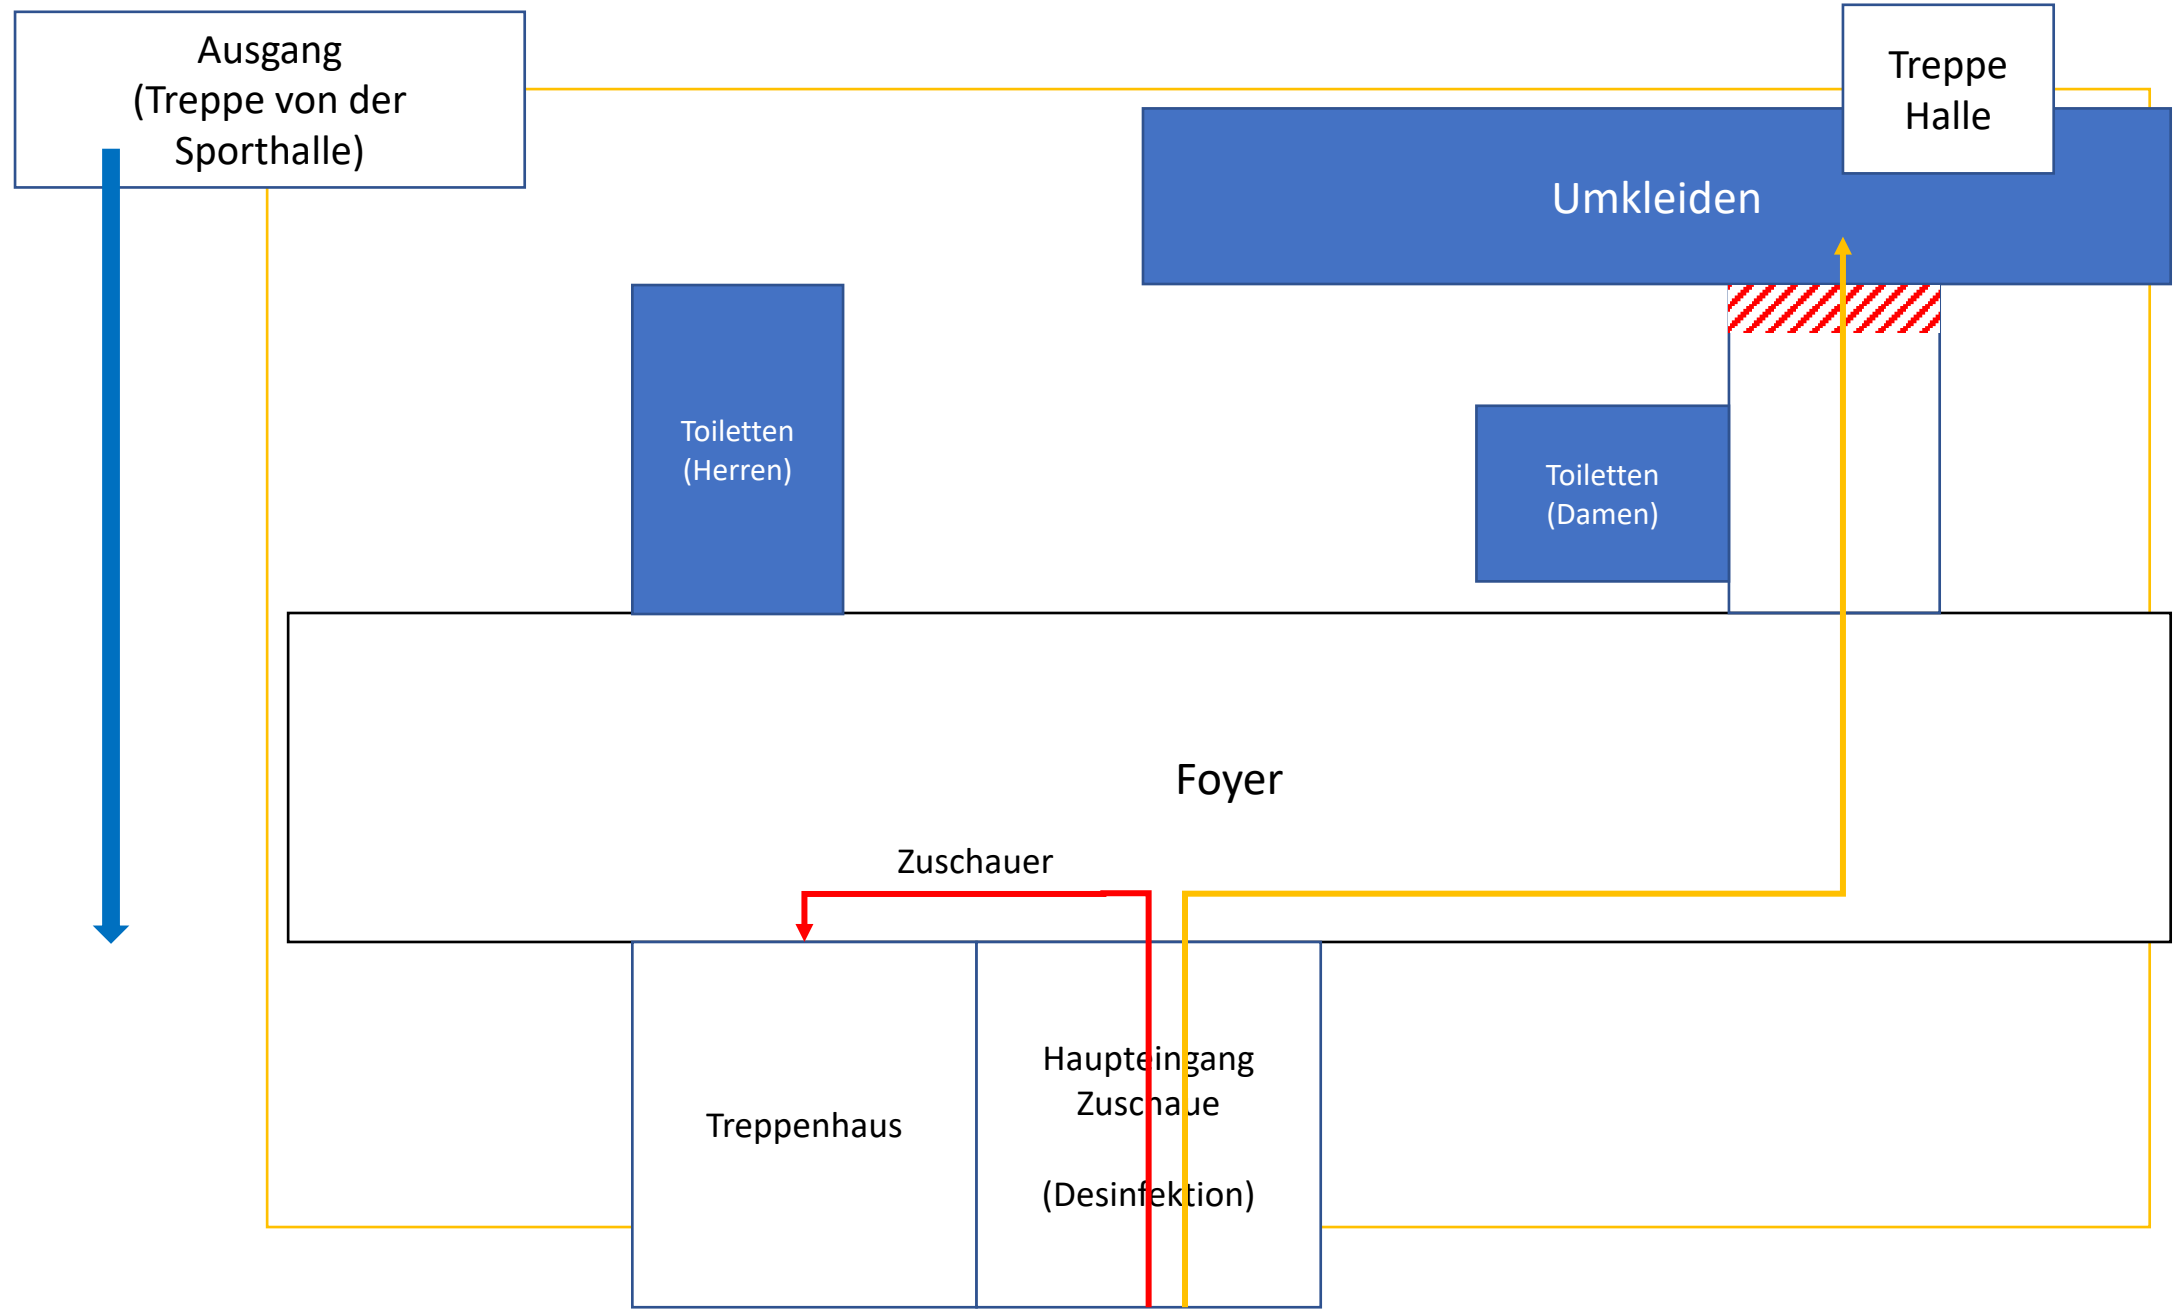 Ausgang
(Treppe von der
Sporthalle)
Treppe
Halle
Umkleiden
Toiletten
(Herren)
Toiletten
(Damen)
Foyer
Zuschauer
Treppenhaus
Haupteingang
Zuschaue
(Desinfektion)